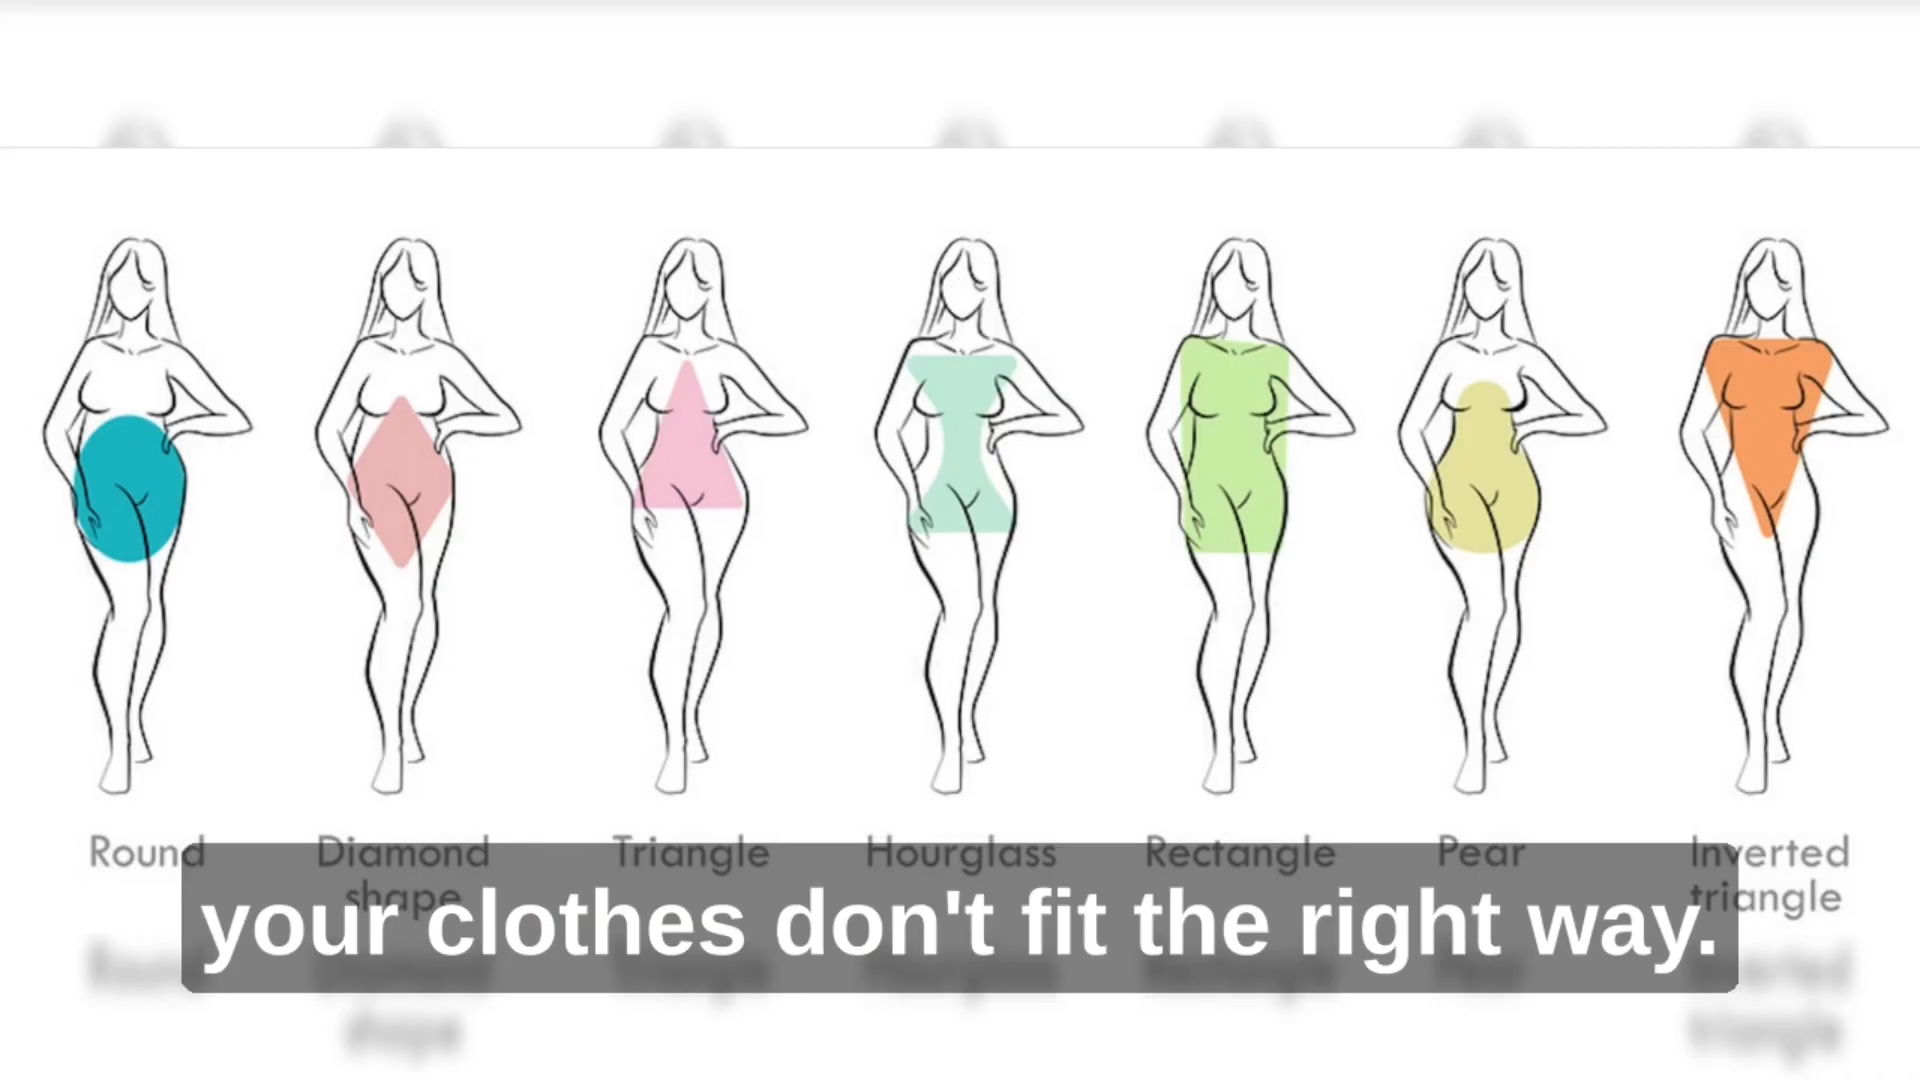 Round
Diamond
shape
Triangle
Hourglass
Rectangle
Pear
Inverted
triangle
your clothes don't fit the right way.